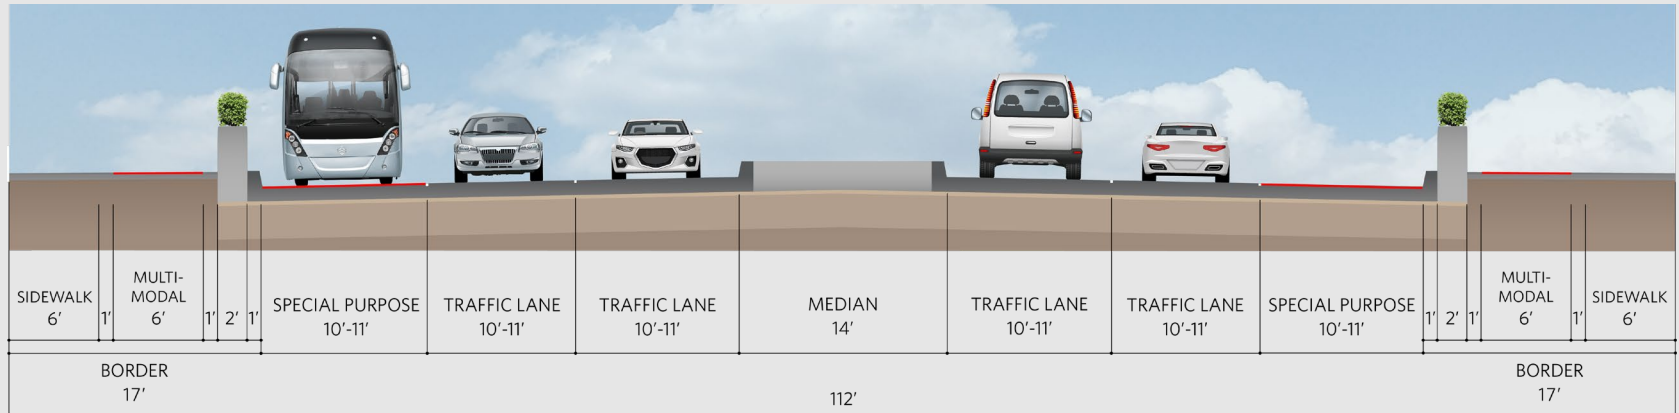 SIDEWALK
6'
1'
MULTI-
MODAL
6'
1'
2'
1'
SPECIAL PURPOSE
10'-11'
TRAFFIC LANE
10'-11'
TRAFFIC LANE
10'-11'
MEDIAN
14'
TRAFFIC LANE
10'-11'
TRAFFIC LANE
10'-11'
SPECIAL PURPOSE
10'-11'
1'
2'
1'
MULTI-
MODAL
6'
1'
SIDEWALK
6'
BORDER
17'
112'
BORDER
17'